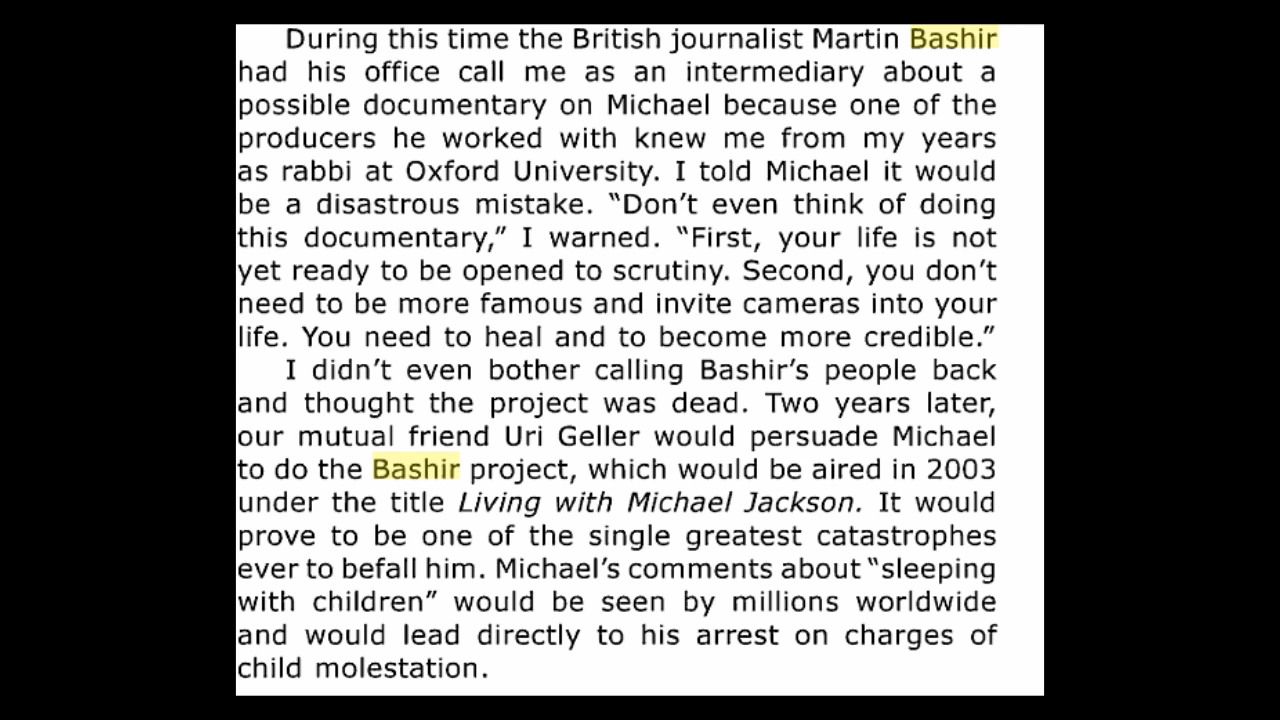 During this time the British journalist Martin Bashir
had his office call me as an intermediary about a
possible documentary on Michael because one of the
producers he worked with knew me from my years
as rabbi at Oxford University. I told Michael it would
be a disastrous mistake. “Don’t even think of doing
this documentary,” I warned. “First, your life is not
yet ready to be opened to scrutiny. Second, you don’t
need to be more famous and invite cameras into your
life. You need to heal and to become more credible.”
I didn’t even bother calling Bashir’s people back
and thought the project was dead. Two years later,
our mutual friend Uri Geller would persuade Michael
to do the Bashir project, which would be aired in 2003
under the title Living with Michael Jackson. It would
prove to be one of the single greatest catastrophes
ever to befall him. Michael’s comments about “sleeping
with children” would be seen by millions worldwide
and would lead directly to his arrest on charges of
child molestation.